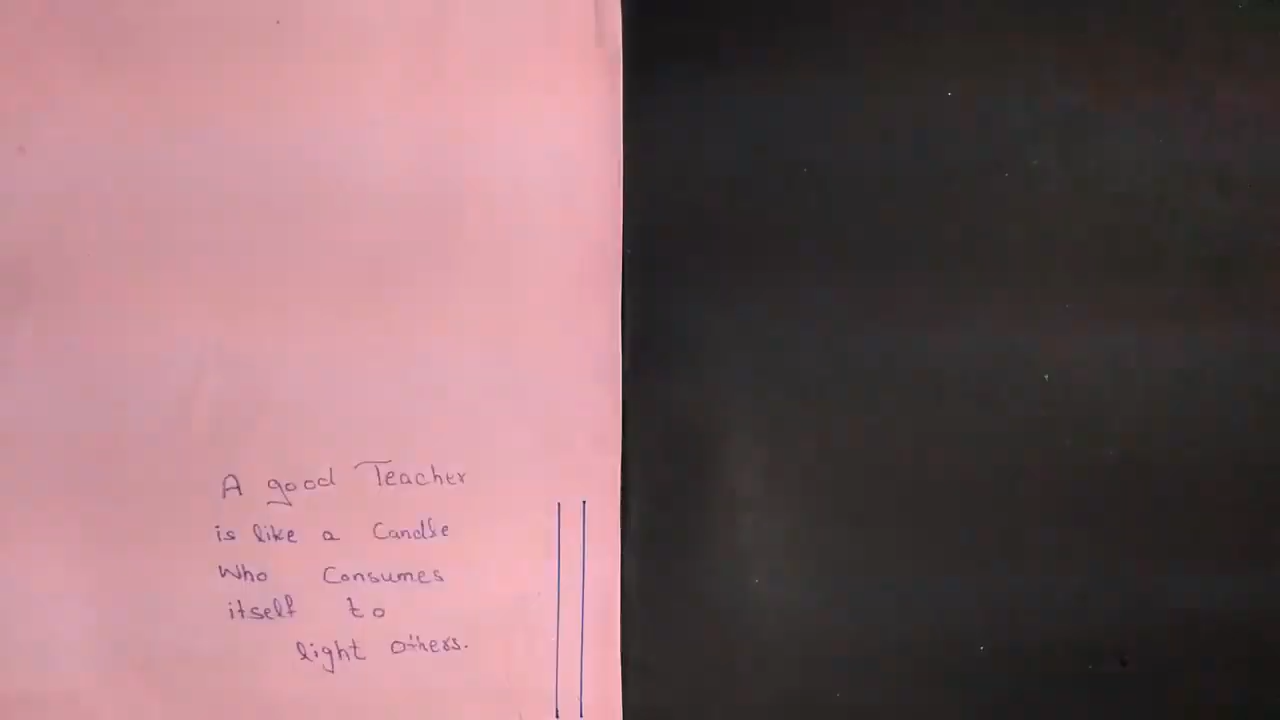 A good Teacher
is like a Candle
Who Consumes
itself to
light others.